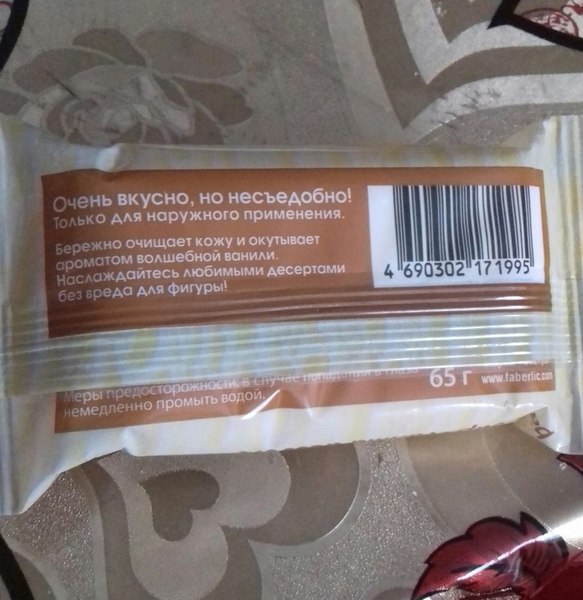 Очень вкусно, но несъедобно!
Только для наружного применения.
Бережно очищает кожу и окутывает
ароматом волшебной ванили.
Наслаждайтесь любимыми десертами
без вреда для фигуры!
4 690302 171995
Меры предосторожности: в случае попадания в глаза
немедленно промыть водой.
65 г www.faberlic.com